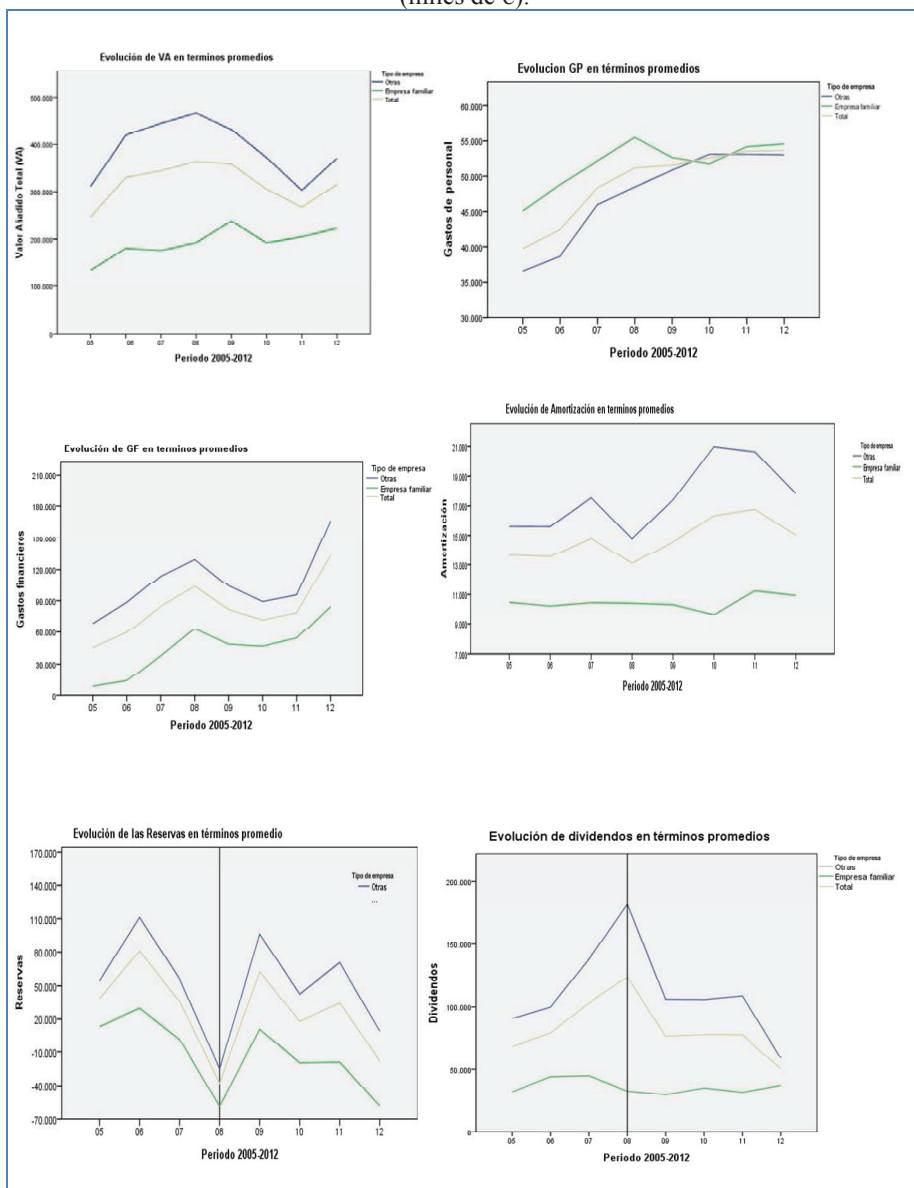 (miles de €).
Evolución de VA en terminos promedios
Tipo de empresa
Otras
Empresa familiar
Total
Valor Añadido Total (VA)
500.000
400.000
300.000
200.000
100.000
0
05 06 07 08 09 10 11 12
Periodo 2005-2012
Evolucion GP en términos promedios
Tipo de empresa
Otras
Empresa familiar
Total
Gastos de personal
60.000
55.000
50.000
45.000
40.000
35.000
30.000
05 06 07 08 09 10 11 12
Periodo 2005-2012
Evolución de GF en terminos promedios
Tipo de empresa
Otras
Empresa familiar
Total
Gastos financieros
210.000
180.000
150.000
120.000
90.000
60.000
30.000
0
05 06 07 08 09 10 11 12
Periodo 2005-2012
Evolución de Amortización en terminos promedios
Tipo de empresa
Otras
Empresa familiar
Total
Amortización
21.000
19.000
17.000
15.000
13.000
11.000
9.000
7.000
05 06 07 08 09 10 11 12
Periodo 2005-2012
Evolución de las Reservas en términos promedio
Tipo de empresa
Otras
...
Reservas
170.000
140.000
110.000
80.000
50.000
20.000
-10.000
-40.000
-70.000
05 06 07 08 09 10 11 12
Periodo 2005-2012
Evolución de dividendos en términos promedios
Tipo de empresa
Otras
Empresa familiar
Total
Dividendos
200.000
150.000
100.000
50.000
0
05 06 07 08 09 10 11 12
Periodo 2005-2012